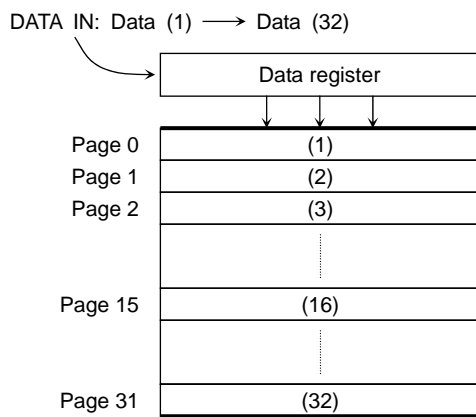 DATA IN: Data (1) ⟶ Data (32)
Data register
Page 0 (1)
Page 1 (2)
Page 2 (3)
Page 15 (16)
Page 31 (32)